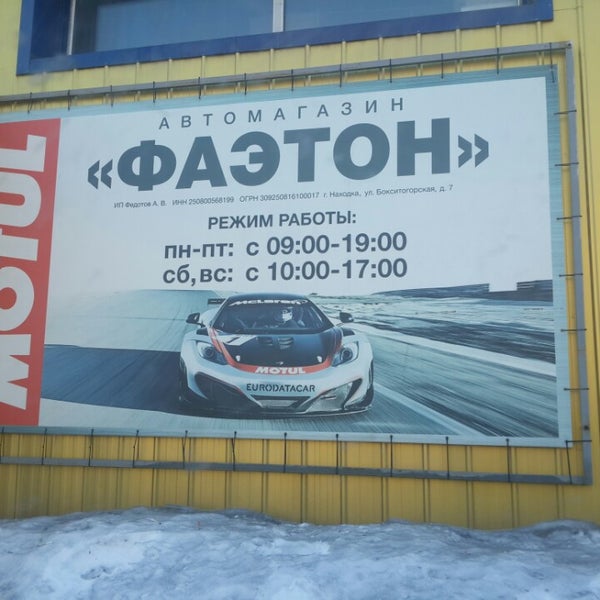 MOTUL
АВТОМАГАЗИН
«ФАЭТОН»
ИП Федотов А. В. ИНН 250800568199 ОГРН 309250816100017 г. Находка, ул. Бокситогорская, д. 7
РЕЖИМ РАБОТЫ:
ПН-ПТ: С 09:00-19:00
СБ,ВС: С 10:00-17:00
McLaren
1
MOTUL
EURODATACAR